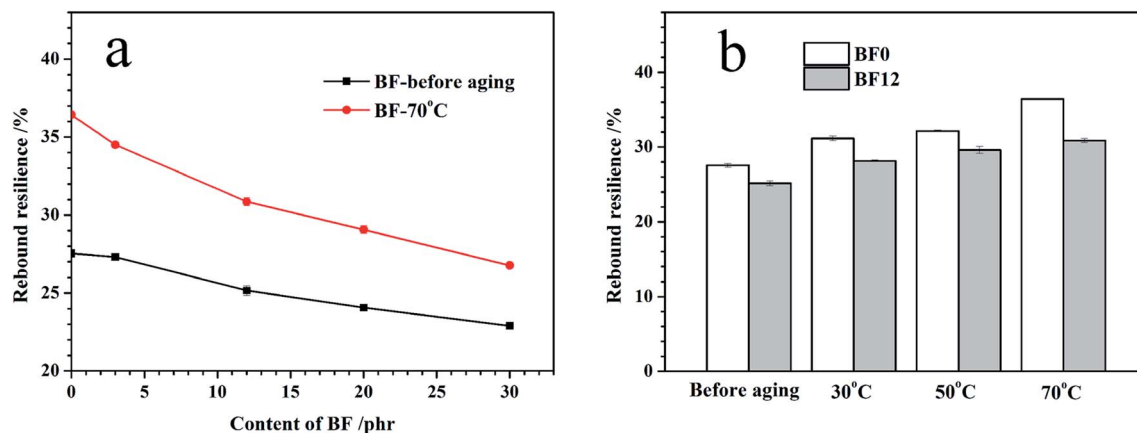 a
BF-before aging
BF-70°C
Rebound resilience /%
40
35
30
25
20
0 5 10 15 20 25 30
Content of BF /phr
b
BF0
BF12
Rebound resilience /%
40
30
20
10
0
Before aging 30°C 50°C 70°C